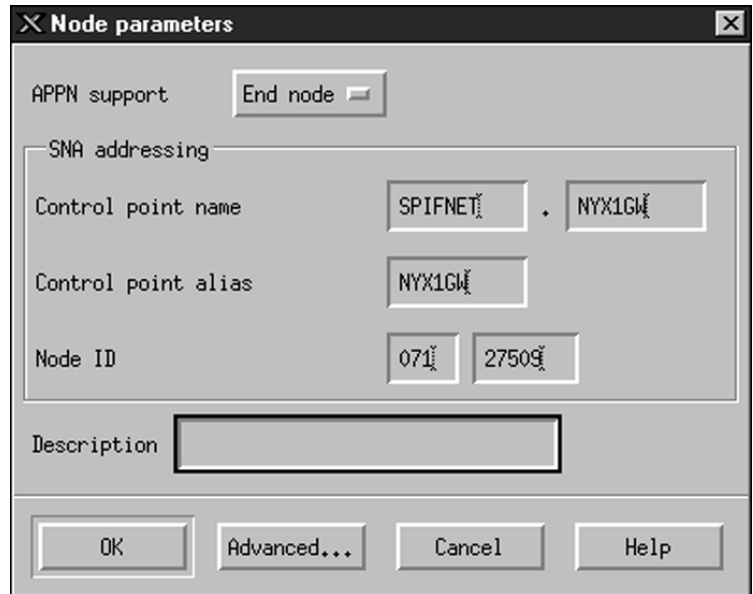 Node parameters
APPN support End node
SNA addressing
Control point name SPIFNET . NYX1GW
Control point alias NYX1GW
Node ID 071 27509
Description
OK Advanced... Cancel Help